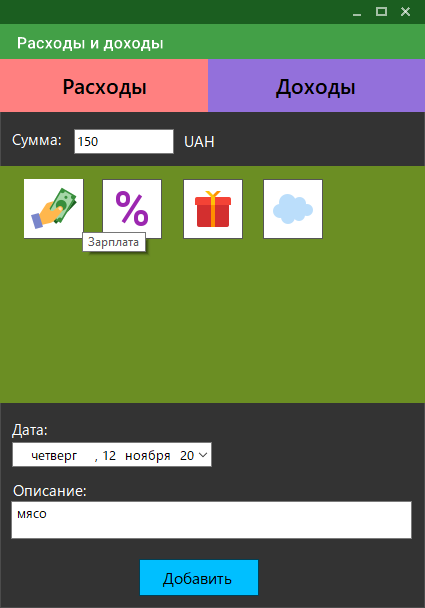 Расходы и доходы
Расходы Доходы
Сумма: 150 UAH
%
Зарплата
Дата:
четверг , 12 ноября 20
Описание:
мясо
Добавить